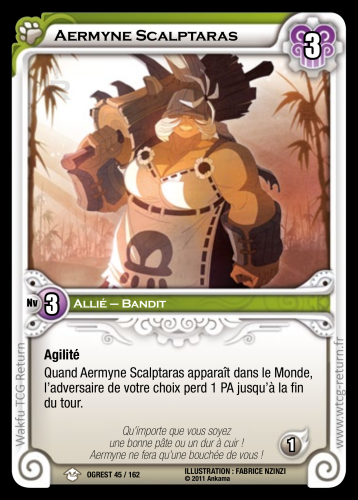 Aermyne Scalptaras
3
Nv 3
Allié – Bandit
Agilité
Quand Aermyne Scalptaras apparaît dans le Monde,
l'adversaire de votre choix perd 1 PA jusqu'à la fin
du tour.
Qu'importe que vous soyez
une bonne pâte ou un dur à cuir !
Aermyne ne fera qu'une bouchée de vous !
1
OGREST 45 / 162
ILLUSTRATION : FABRICE NZINZI
© 2011 Ankama
Wakfu TCG Return
www.wtcg-return.fr